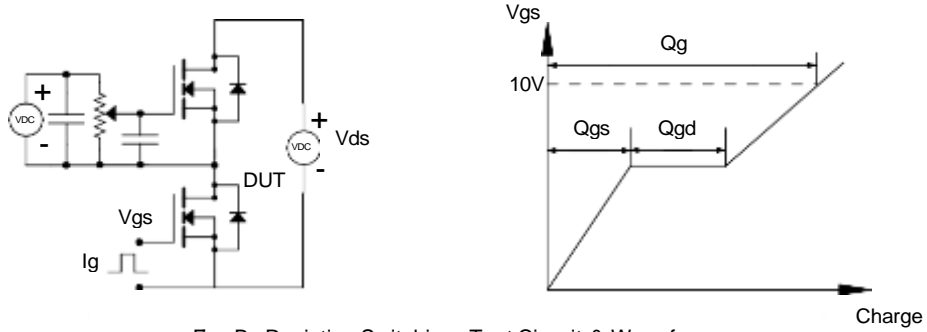 Vgs
Qg
10V
Qgs
Qgd
Charge
VDC
+
-
VDC
+
-
Vds
DUT
Vgs
Ig